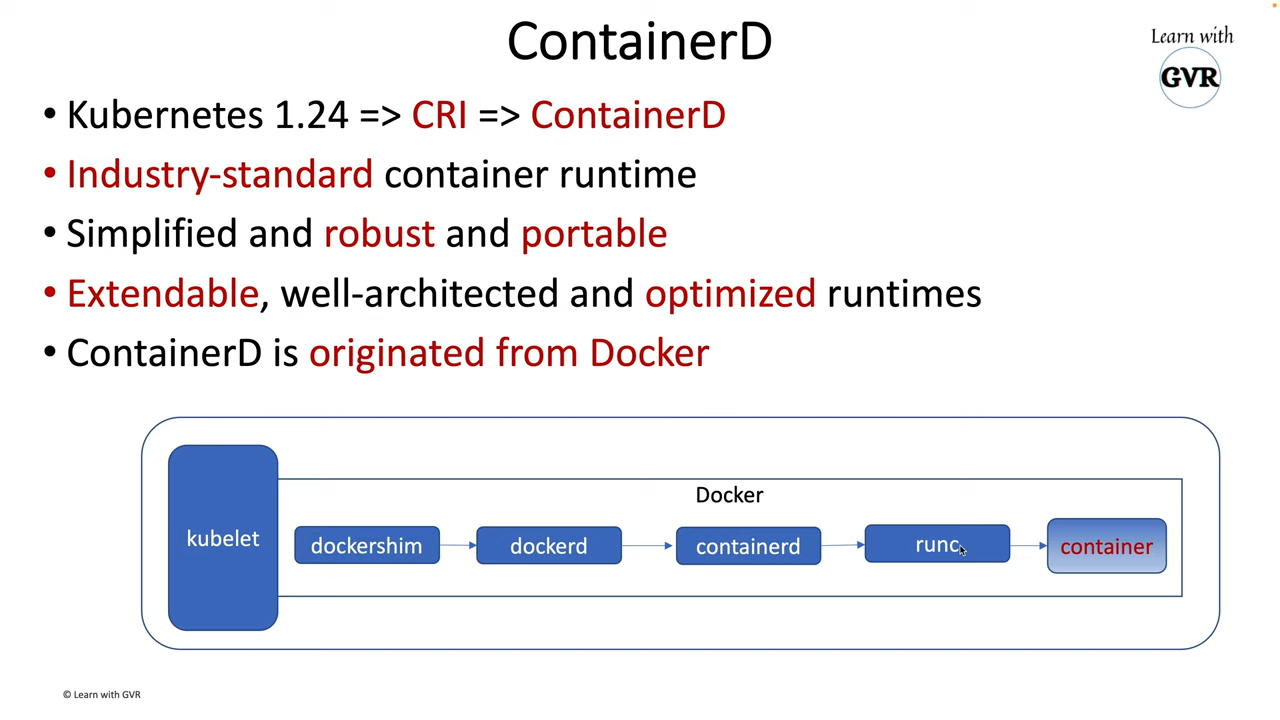 ContainerD
Learn with
GVR
• Kubernetes 1.24 => CRI => ContainerD
• Industry-standard container runtime
• Simplified and robust and portable
• Extendable, well-architected and optimized runtimes
• ContainerD is originated from Docker
Docker
kubelet
dockershim
dockerd
containerd
runc
container
© Learn with GVR